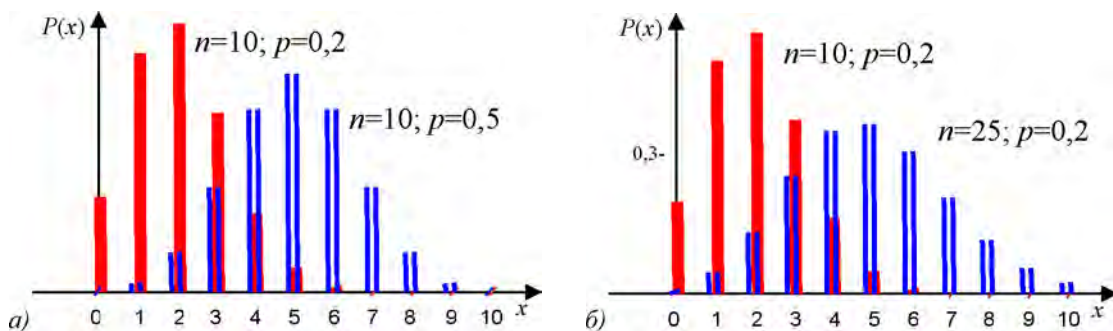 P(x)
n=10; p=0,2
n=10; p=0,5
а)
0 1 2 3 4 5 6 7 8 9 10 x
P(x)
n=10; p=0,2
n=25; p=0,2
0,3-
б)
0 1 2 3 4 5 6 7 8 9 10 x